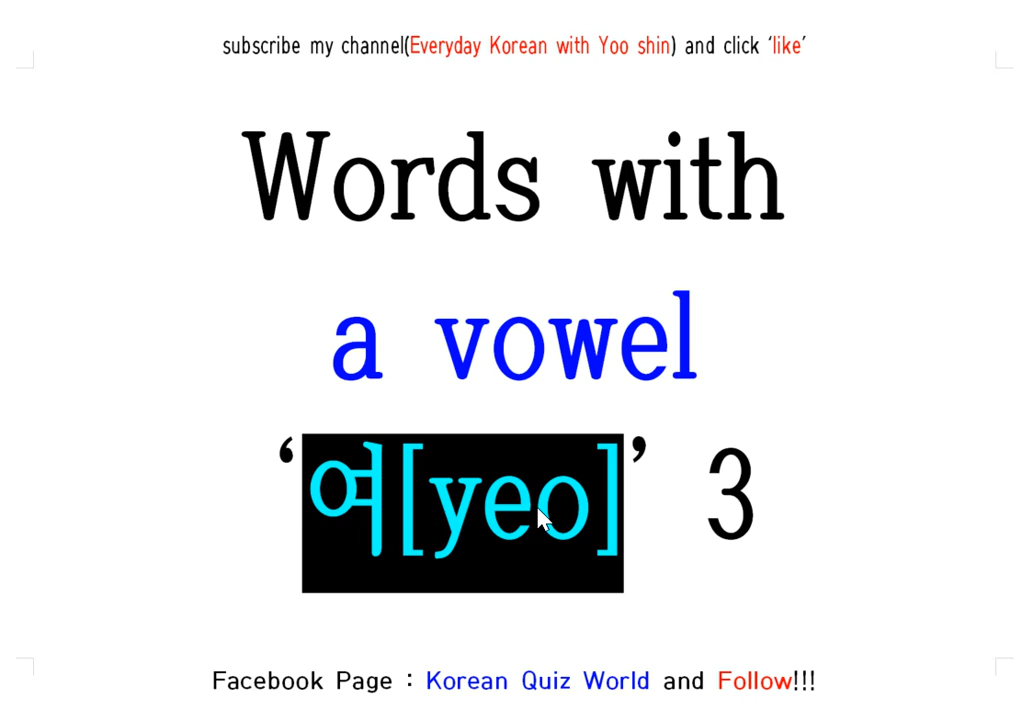 subscribe my channel(Everyday Korean with Yoo shin) and click ‘like’
Words with
a vowel
‘여[yeo]’ 3
Facebook Page : Korean Quiz World and Follow!!!